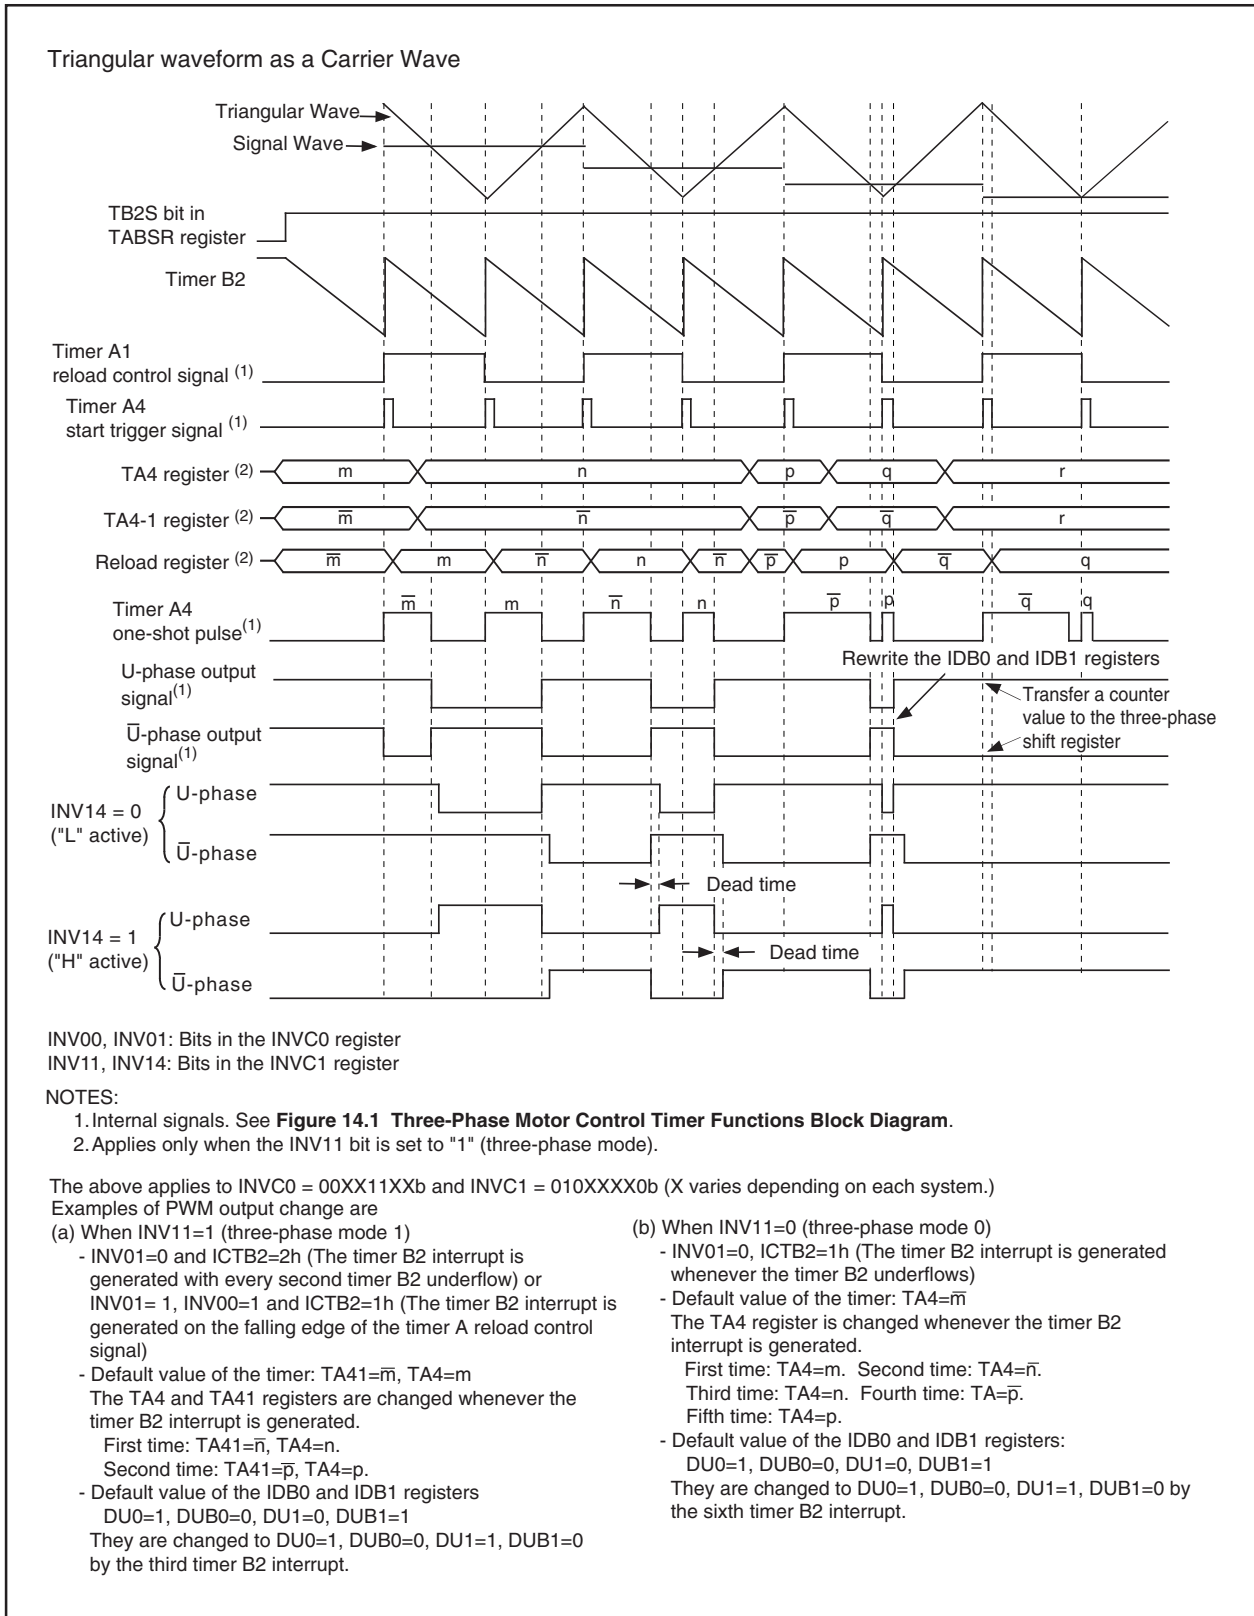 Triangular waveform as a Carrier Wave
Triangular Wave
Signal Wave
TB2S bit in
TABSR register
Timer B2
Timer A1
reload control signal (1)
Timer A4
start trigger signal (1)
TA4 register (2)
m n p q r
TA4-1 register (2)
m̅ n̅ p̅ q̅ r
Reload register (2)
m̅ m n̅ n n̅ p̅ p q̅ q
m̅ m n̅ n p̅ p q̅ q
Timer A4
one-shot pulse(1)
Rewrite the IDB0 and IDB1 registers
U-phase output
signal(1)
Transfer a counter
value to the three-phase
shift register
U̅-phase output
signal(1)
INV14 = 0
("L" active)
U-phase
U̅-phase
Dead time
INV14 = 1
("H" active)
U-phase
Dead time
U̅-phase
INV00, INV01: Bits in the INVC0 register
INV11, INV14: Bits in the INVC1 register
NOTES:
1. Internal signals. See Figure 14.1 Three-Phase Motor Control Timer Functions Block Diagram.
2. Applies only when the INV11 bit is set to "1" (three-phase mode).
The above applies to INVC0 = 00XX11XXb and INVC1 = 010XXXX0b (X varies depending on each system.)
Examples of PWM output change are
(a) When INV11=1 (three-phase mode 1)
- INV01=0 and ICTB2=2h (The timer B2 interrupt is
generated with every second timer B2 underflow) or
INV01= 1, INV00=1 and ICTB2=1h (The timer B2 interrupt is
generated on the falling edge of the timer A reload control
signal)
- Default value of the timer: TA41=m̅, TA4=m
The TA4 and TA41 registers are changed whenever the
timer B2 interrupt is generated.
First time: TA41=n̅, TA4=n.
Second time: TA41=p̅, TA4=p.
- Default value of the IDB0 and IDB1 registers
DU0=1, DUB0=0, DU1=0, DUB1=1
They are changed to DU0=1, DUB0=0, DU1=1, DUB1=0
by the third timer B2 interrupt.
(b) When INV11=0 (three-phase mode 0)
- INV01=0, ICTB2=1h (The timer B2 interrupt is generated
whenever the timer B2 underflows)
- Default value of the timer: TA4=m̅
The TA4 register is changed whenever the timer B2
interrupt is generated.
First time: TA4=m. Second time: TA4=n̅.
Third time: TA4=n. Fourth time: TA=p̅.
Fifth time: TA4=p.
- Default value of the IDB0 and IDB1 registers:
DU0=1, DUB0=0, DU1=0, DUB1=1
They are changed to DU0=1, DUB0=0, DU1=1, DUB1=0 by
the sixth timer B2 interrupt.